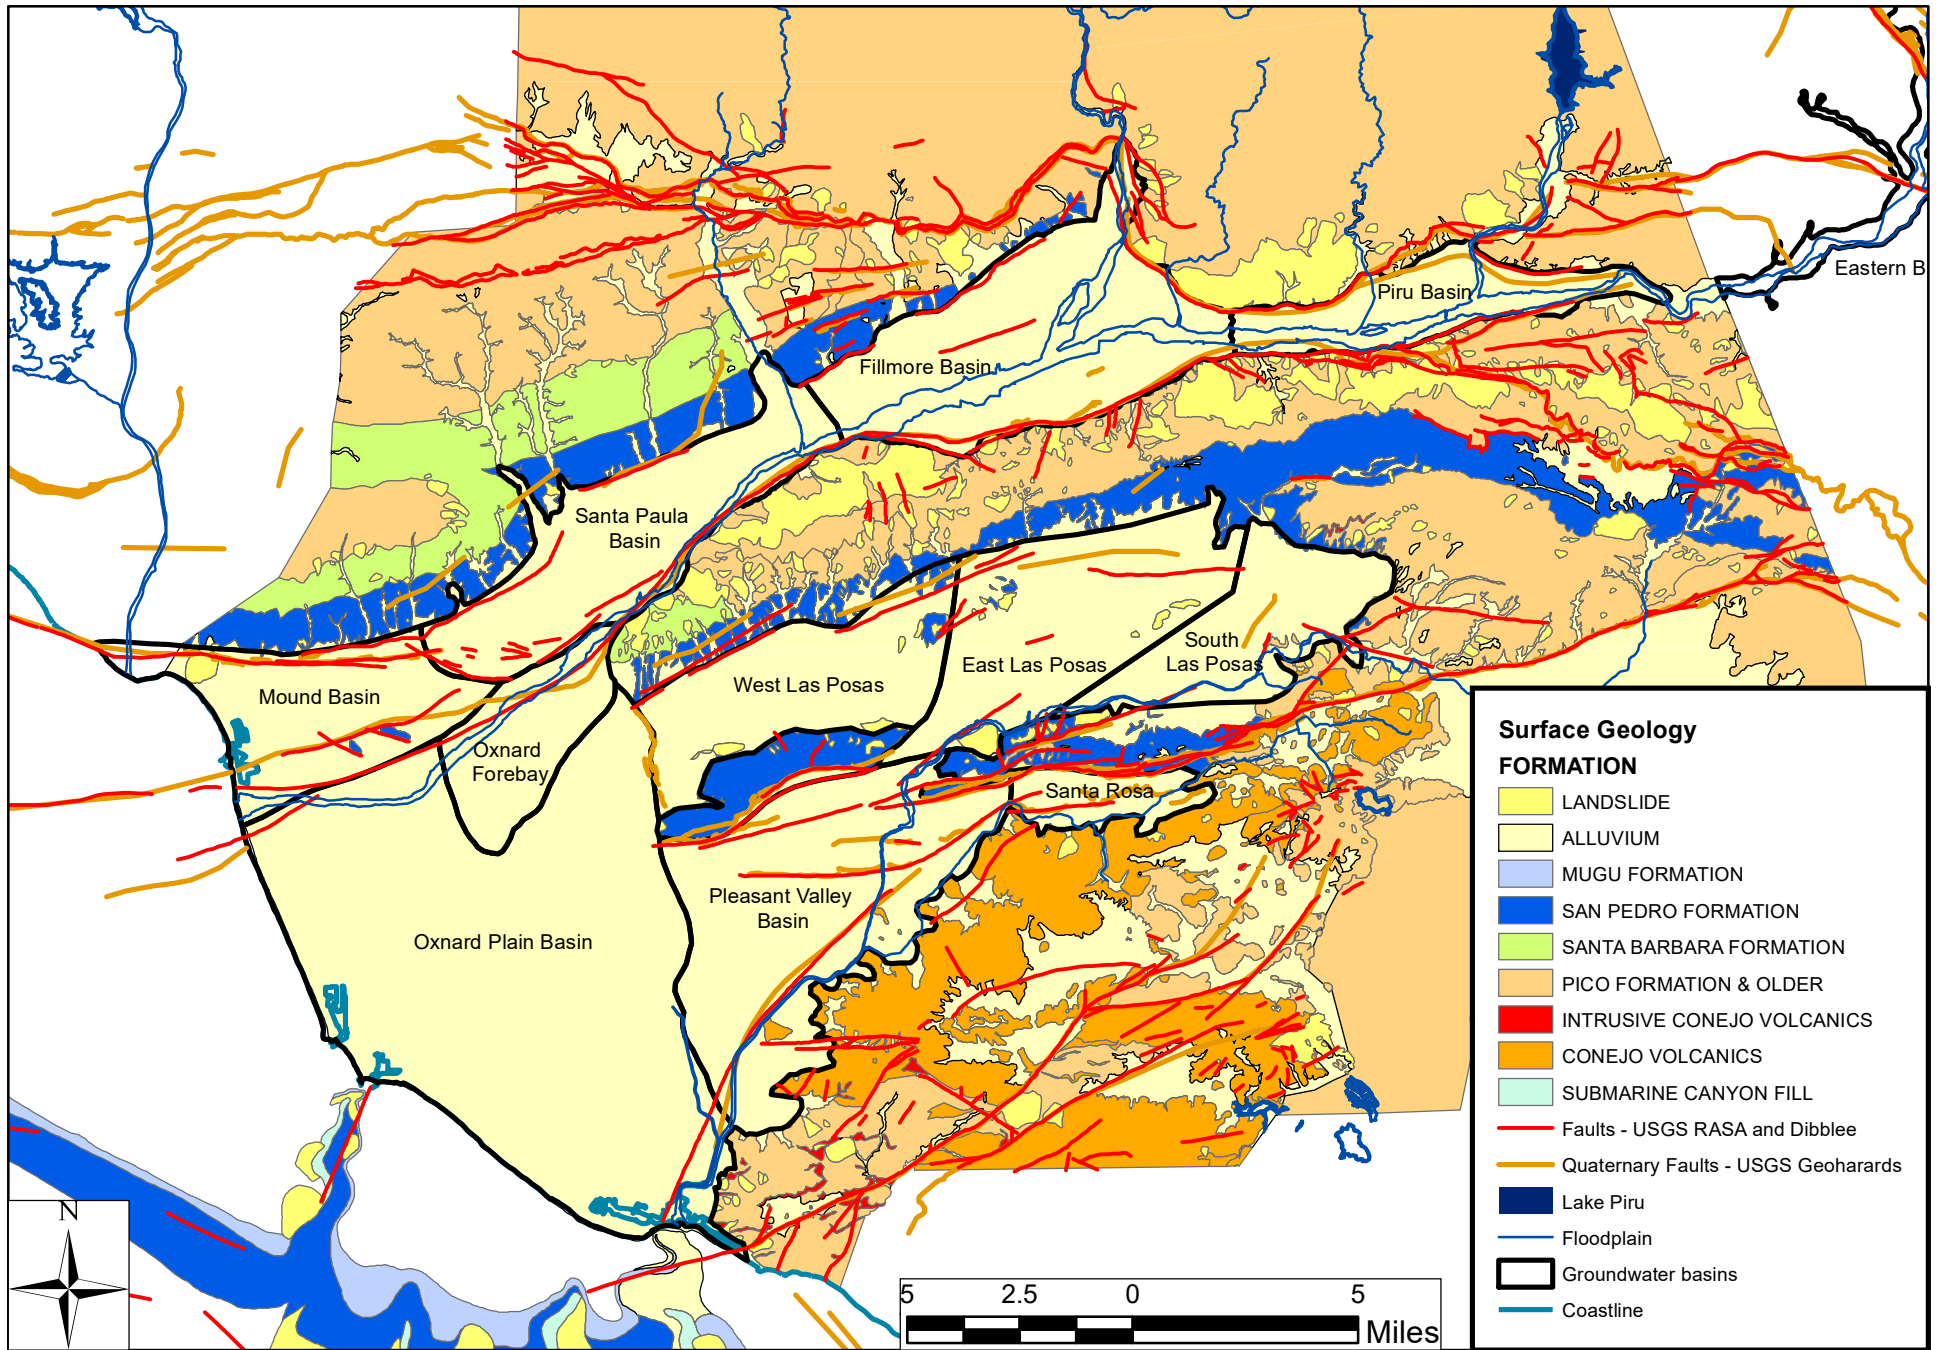 Eastern B
Piru Basin
Fillmore Basin
Santa Paula
Basin
South
Las Posas
East Las Posas
West Las Posas
Mound Basin
Oxnard
Forebay
Santa Rosa
Pleasant Valley
Basin
Oxnard Plain Basin
Surface Geology
FORMATION
LANDSLIDE
ALLUVIUM
MUGU FORMATION
SAN PEDRO FORMATION
SANTA BARBARA FORMATION
PICO FORMATION & OLDER
INTRUSIVE CONEJO VOLCANICS
CONEJO VOLCANICS
SUBMARINE CANYON FILL
Faults - USGS RASA and Dibblee
Quaternary Faults - USGS Geoharards
Lake Piru
Floodplain
Groundwater basins
Coastline
N
5 2.5 0 5
Miles